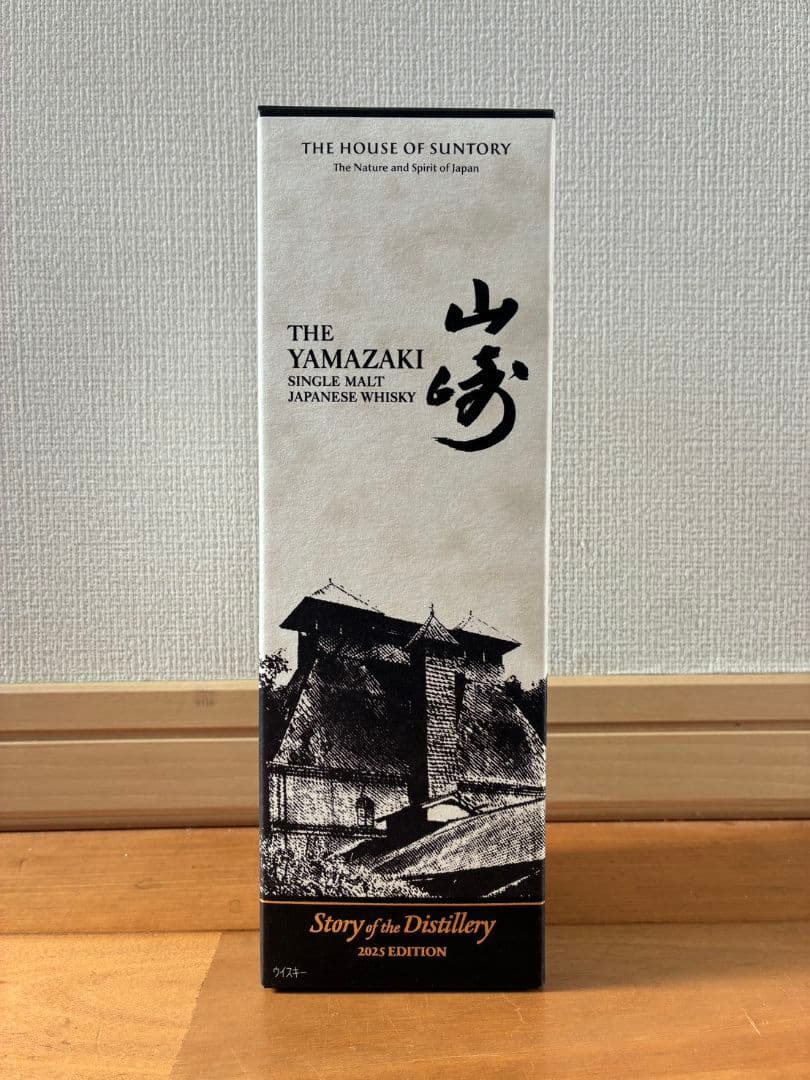 THE HOUSE OF SUNTORY
The Nature and Spirit of Japan
THE
YAMAZAKI
SINGLE MALT
JAPANESE WHISKY
山崎
Story of the Distillery
2025 EDITION
ウイスキー